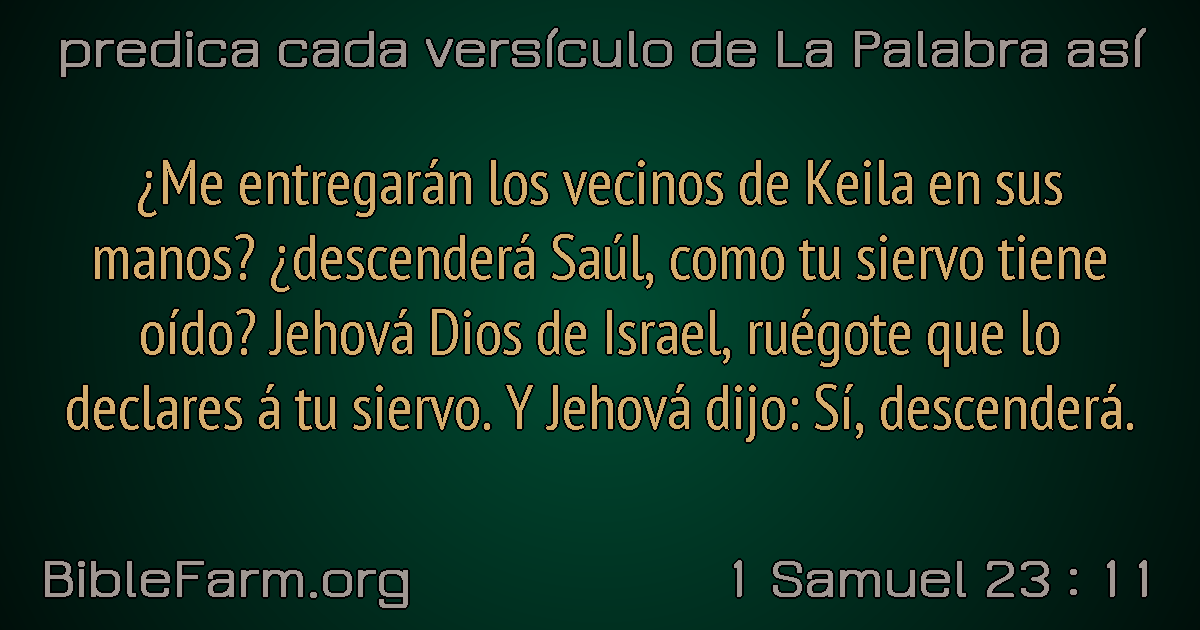 predica cada versículo de La Palabra así
¿Me entregarán los vecinos de Keila en sus
manos? ¿descenderá Saúl, como tu siervo tiene
oído? Jehová Dios de Israel, ruégote que lo
declares á tu siervo. Y Jehová dijo: Sí, descenderá.
BibleFarm.org
1 Samuel 23 : 11